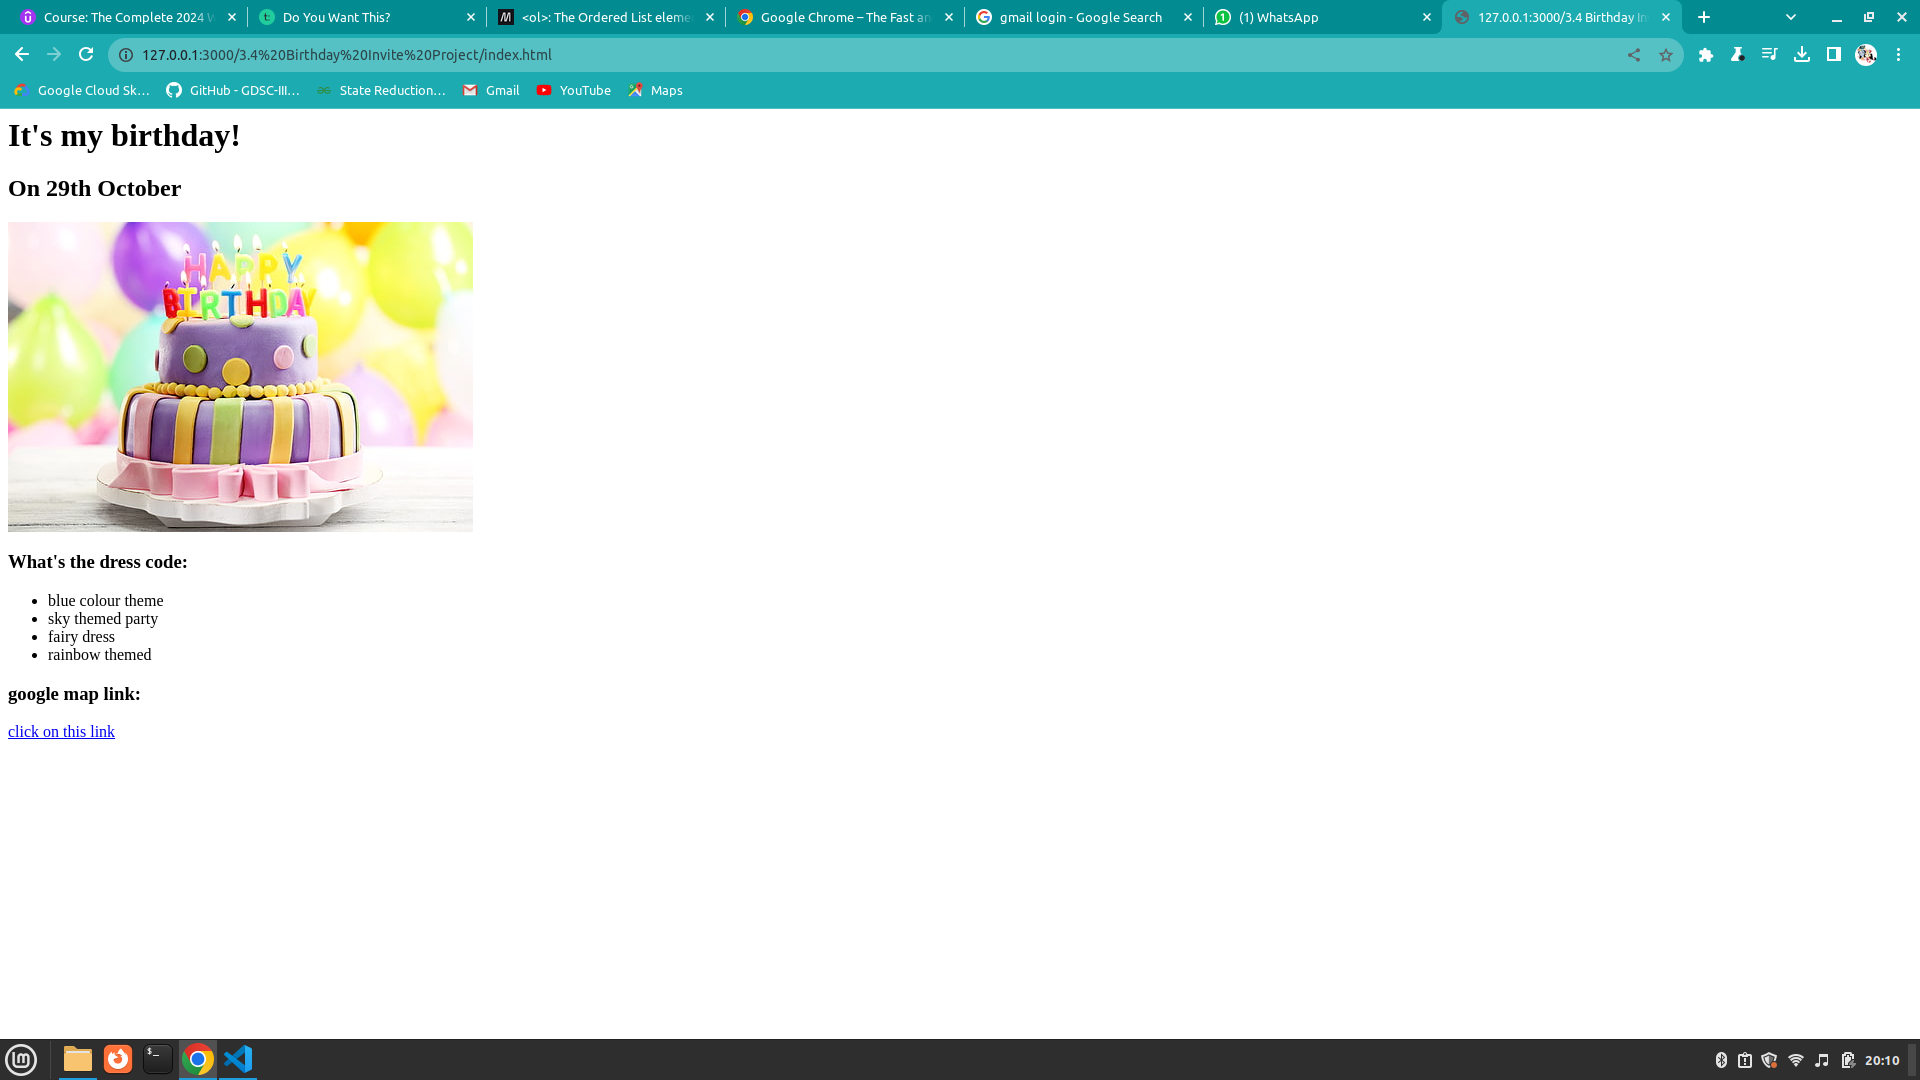 Course: The Complete 2024 W
Do You Want This?
<ol>: The Ordered List eleme
Google Chrome – The Fast an
gmail login - Google Search
(1) WhatsApp
127.0.0.1:3000/3.4 Birthday In
127.0.0.1:3000/3.4%20Birthday%20Invite%20Project/index.html
Google Cloud Sk...
GitHub - GDSC-III...
State Reduction...
Gmail
YouTube
Maps
It's my birthday!
On 29th October
HAPPY
BIRTHDAY
What's the dress code:
• blue colour theme
• sky themed party
• fairy dress
• rainbow themed
google map link:
click on this link
20:10